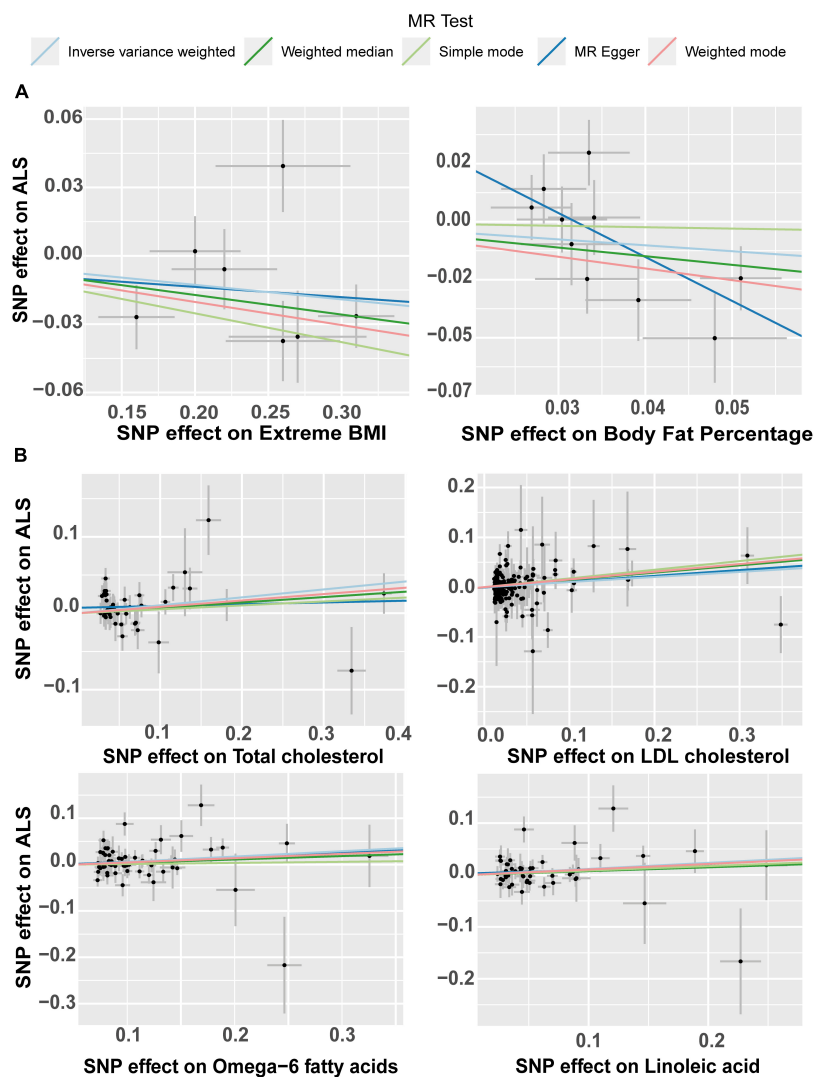 MR Test
Inverse variance weighted Weighted median Simple mode MR Egger Weighted mode
A
SNP effect on ALS
0.06
0.03
0.00
−0.03
−0.06
0.15 0.20 0.25 0.30
SNP effect on Extreme BMI
0.02
0.00
−0.02
−0.05
−0.07
0.03 0.04 0.05
SNP effect on Body Fat Percentage
B
SNP effect on ALS
0.1
0.0
−0.1
0.1 0.2 0.3 0.4
SNP effect on Total cholesterol
0.2
0.1
0.0
−0.1
−0.2
0.0 0.1 0.2 0.3
SNP effect on LDL cholesterol
SNP effect on ALS
0.1
0.0
−0.1
−0.2
−0.3
0.1 0.2 0.3
SNP effect on Omega−6 fatty acids
0.1
0.0
−0.1
−0.2
0.1 0.2
SNP effect on Linoleic acid